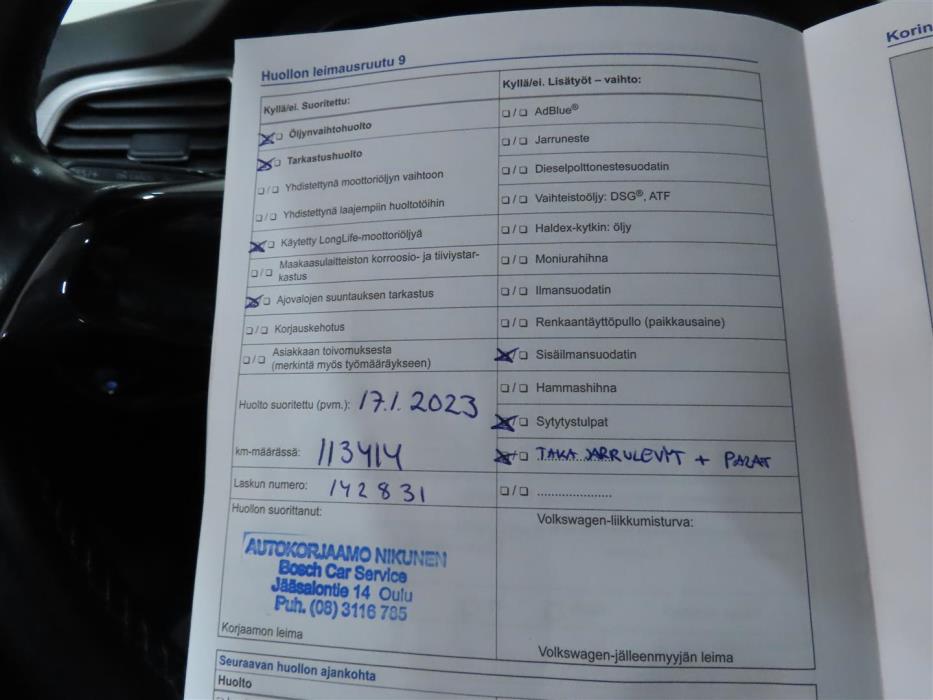 Huollon leimausruutu 9
Kyllä/ei. Suoritettu:
☒/☐ Öljynvaihtohuolto
☒/☐ Tarkastushuolto
☐/☐ Yhdistettynä moottoriöljyn vaihtoon
☐/☐ Yhdistettynä laajempiin huoltotöihin
☒/☐ Käytetty LongLife-moottoriöljyä
☐/☐ Maakaasulaitteiston korroosio- ja tiiviystar-
kastus
☒/☐ Ajovalojen suuntauksen tarkastus
☐/☐ Korjauskehotus
☐/☐ Asiakkaan toivomuksesta
(merkintä myös työmääräykseen)
Huolto suoritettu (pvm.): 17.1.2023
km-määrässä: 113414
Laskun numero: 142831
Huollon suorittanut:
AUTOKORJAAMO NIKUNEN
Bosch Car Service
Jääsalontie 14 Oulu
Puh. (08) 3116 785
Korjaamon leima
Kyllä/ei. Lisätyöt – vaihto:
☐/☐ AdBlue®
☐/☐ Jarruneste
☐/☐ Dieselpolttonestesuodatin
☐/☐ Vaihteistoöljy: DSG®, ATF
☐/☐ Haldex-kytkin: öljy
☐/☐ Moniurahihna
☐/☐ Ilmansuodatin
☐/☐ Renkaantäyttöpullo (paikkausaine)
☒/☐ Sisäilmansuodatin
☐/☐ Hammashihna
☒/☐ Sytytystulpat
☒/☐ TAKA JARRULEVYT + PALAT
☐/☐ ......................
Volkswagen-liikkumisturva:
Volkswagen-jälleenmyyjän leima
Seuraavan huollon ajankohta
Huolto
Korin